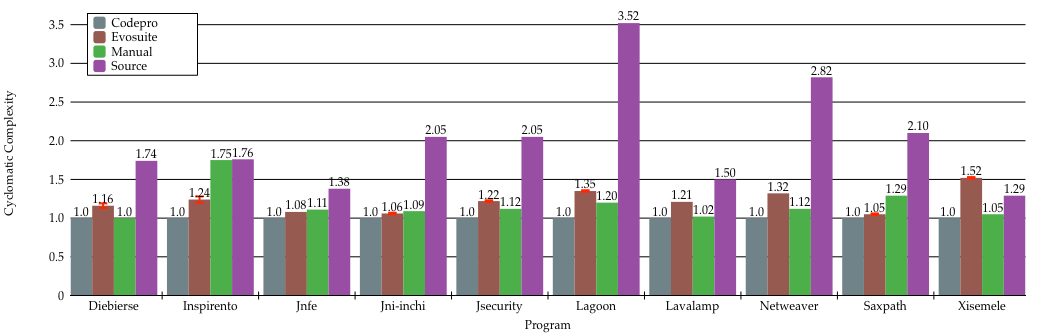 Cyclomatic Complexity
3.5
3.0
2.5
2.0
1.5
1.0
0.5
0
Codepro
Evosuite
Manual
Source
1.0 1.16 1.0 1.74
1.0 1.24 1.75 1.76
1.0 1.08 1.11 1.38
1.0 1.06 1.09 2.05
1.0 1.22 1.12 2.05
1.0 1.35 1.20 3.52
1.0 1.21 1.02 1.50
1.0 1.32 1.12 2.82
1.0 1.05 1.29 2.10
1.0 1.52 1.05 1.29
Diebierse Inspirento Jnfe Jni-inchi Jsecurity Lagoon Lavalamp Netweaver Saxpath Xisemele
Program